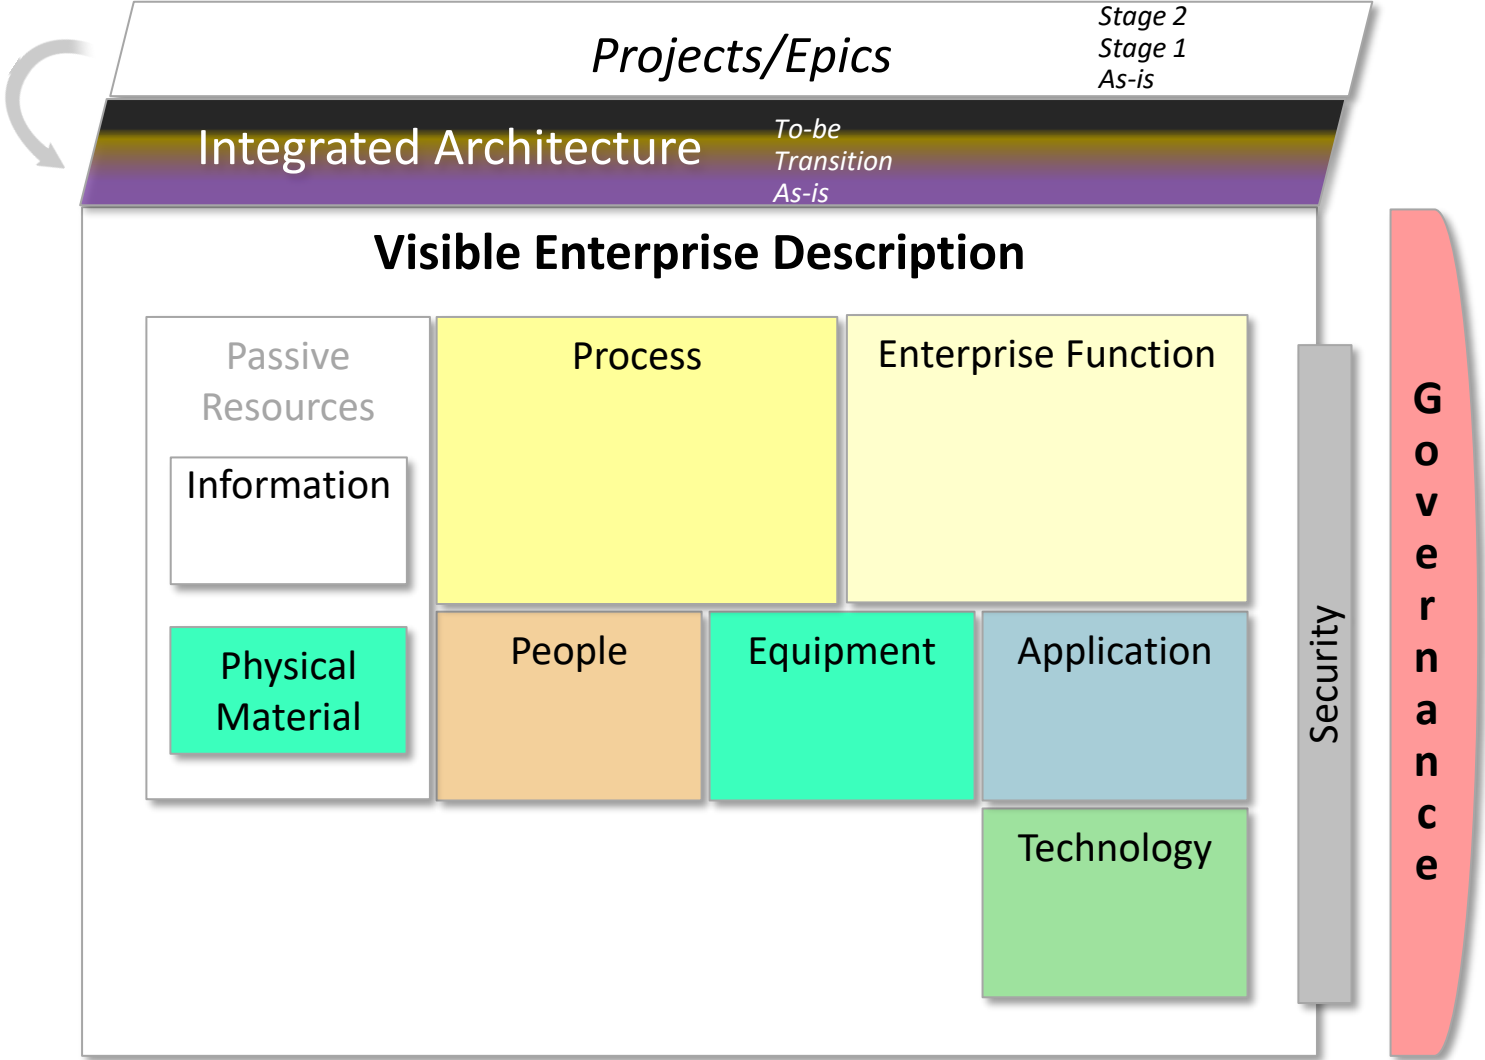 Stage 2
Projects/Epics
Stage 1
As-is
Integrated Architecture
To-be
Transition
As-is
Visible Enterprise Description
Passive
Resources
Information
Physical
Material
Process
Enterprise Function
People
Equipment
Application
Technology
Security
Governance